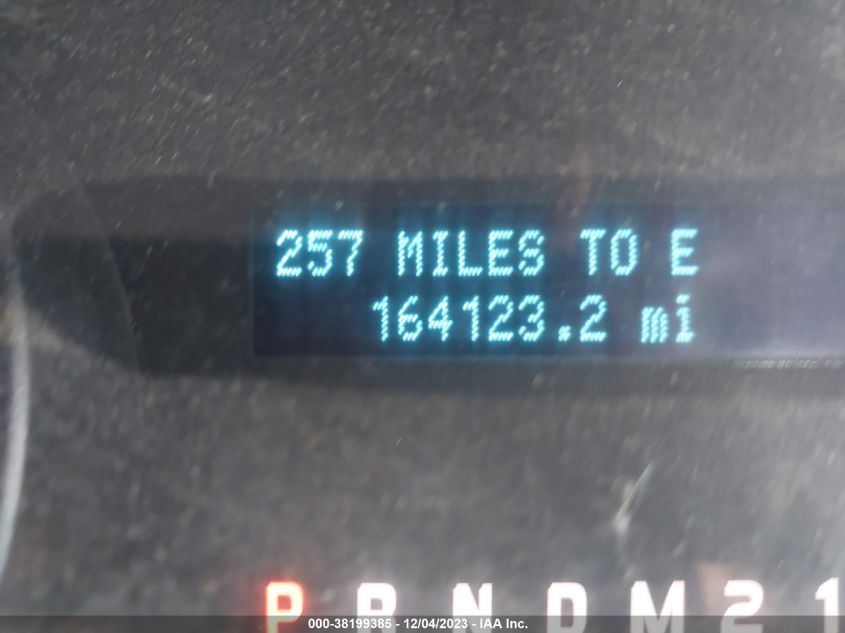 257 MILES TO E
164123.2 mi
P R N D M 2 1
000-38199385 - 12/04/2023 - IAA Inc.